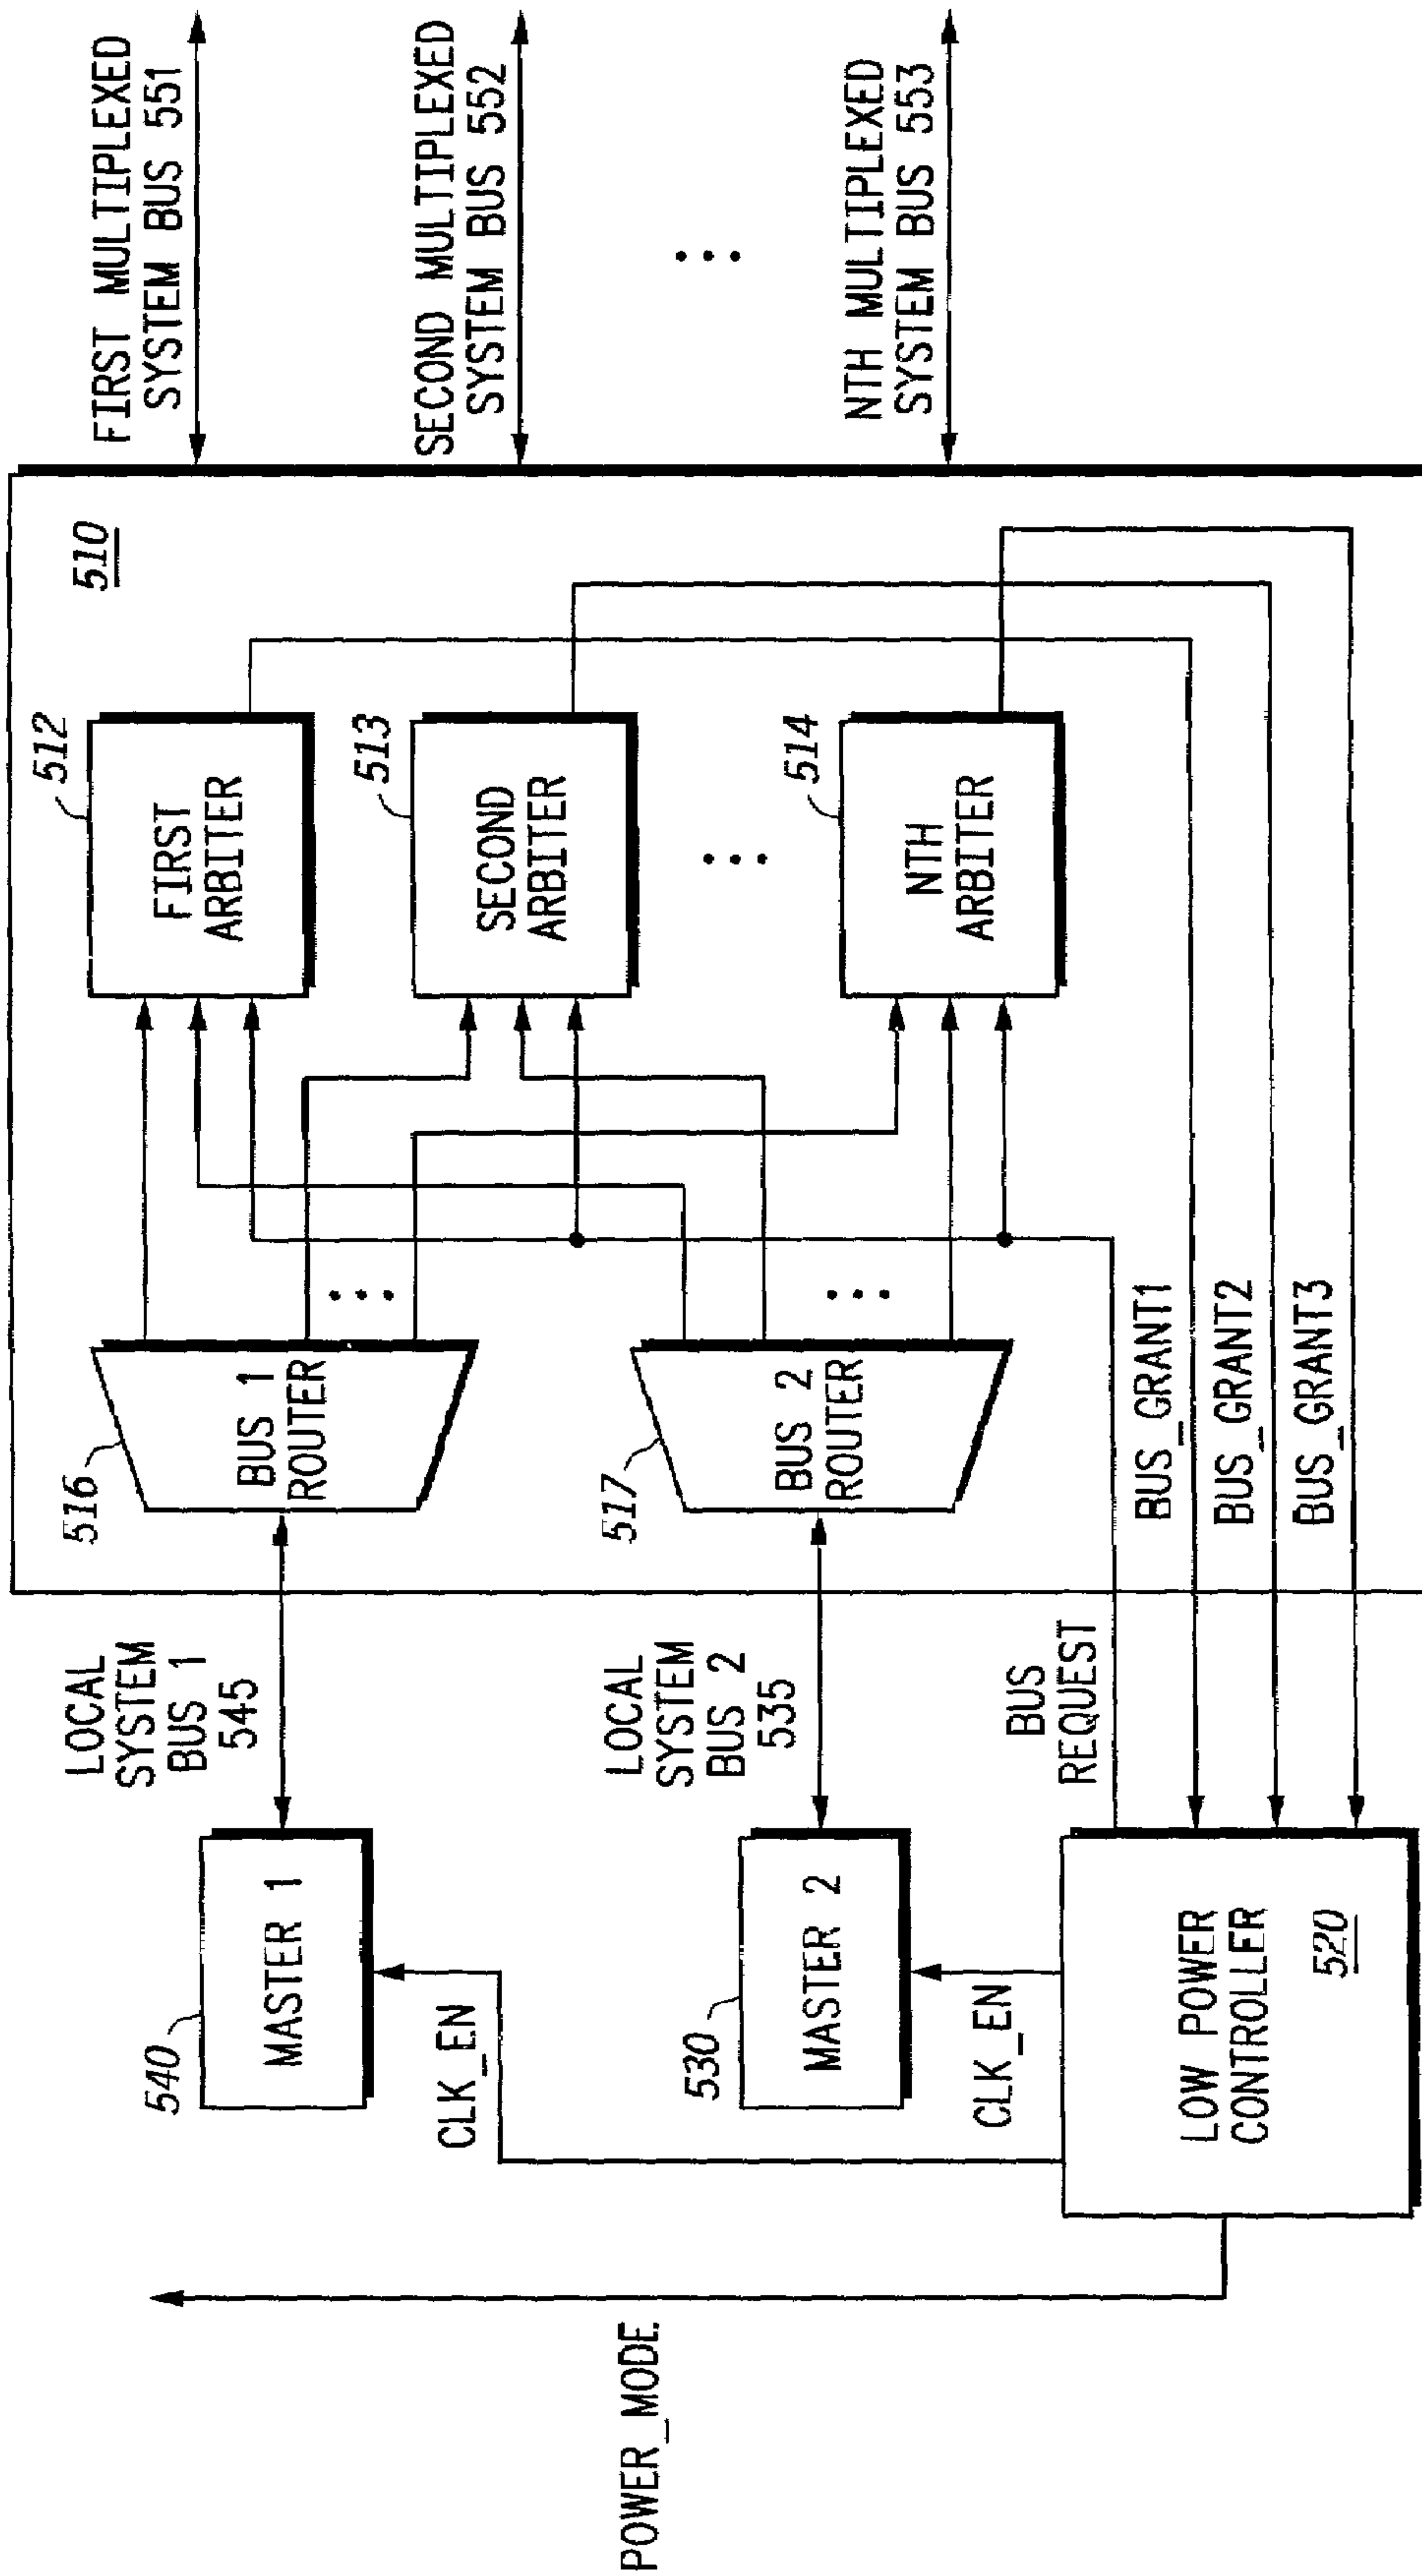 POWER_MODE
540
MASTER 1
CLK_EN
530
MASTER 2
CLK_EN
LOW POWER
CONTROLLER
520
LOCAL
SYSTEM
BUS 1
545
LOCAL
SYSTEM
BUS 2
535
BUS
REQUEST
516
BUS 1
ROUTER
517
BUS 2
ROUTER
BUS_GRANT1
BUS_GRANT2
BUS_GRANT3
510
512
FIRST
ARBITER
513
SECOND
ARBITER
514
NTH
ARBITER
FIRST MULTIPLEXED
SYSTEM BUS 551
SECOND MULTIPLEXED
SYSTEM BUS 552
NTH MULTIPLEXED
SYSTEM BUS 553